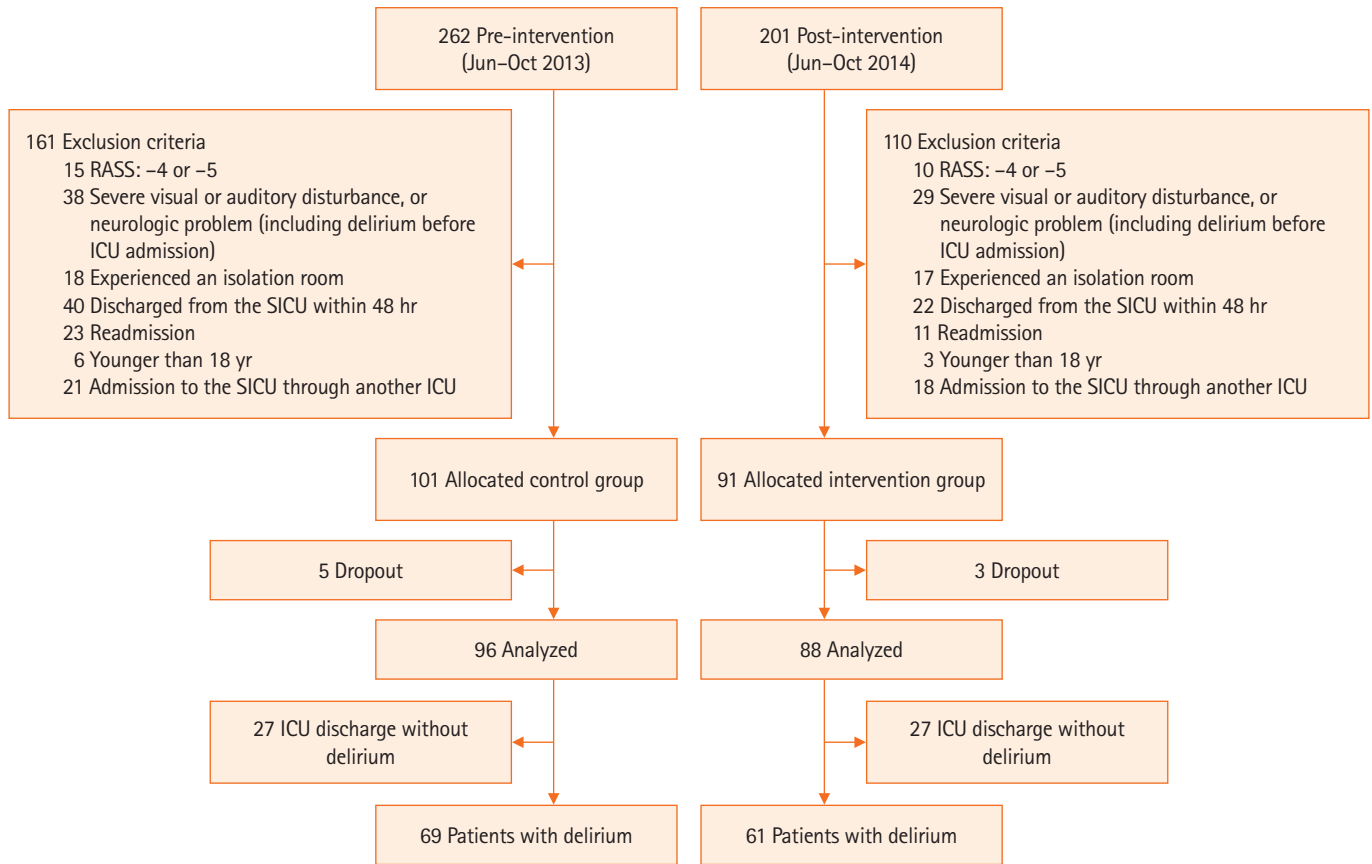 262 Pre-intervention
(Jun–Oct 2013)
201 Post-intervention
(Jun–Oct 2014)
161 Exclusion criteria
15 RASS: –4 or –5
38 Severe visual or auditory disturbance, or
neurologic problem (including delirium before
ICU admission)
18 Experienced an isolation room
40 Discharged from the SICU within 48 hr
23 Readmission
6 Younger than 18 yr
21 Admission to the SICU through another ICU
110 Exclusion criteria
10 RASS: –4 or –5
29 Severe visual or auditory disturbance, or
neurologic problem (including delirium before
ICU admission)
17 Experienced an isolation room
22 Discharged from the SICU within 48 hr
11 Readmission
3 Younger than 18 yr
18 Admission to the SICU through another ICU
101 Allocated control group
91 Allocated intervention group
5 Dropout
3 Dropout
96 Analyzed
88 Analyzed
27 ICU discharge without
delirium
27 ICU discharge without
delirium
69 Patients with delirium
61 Patients with delirium